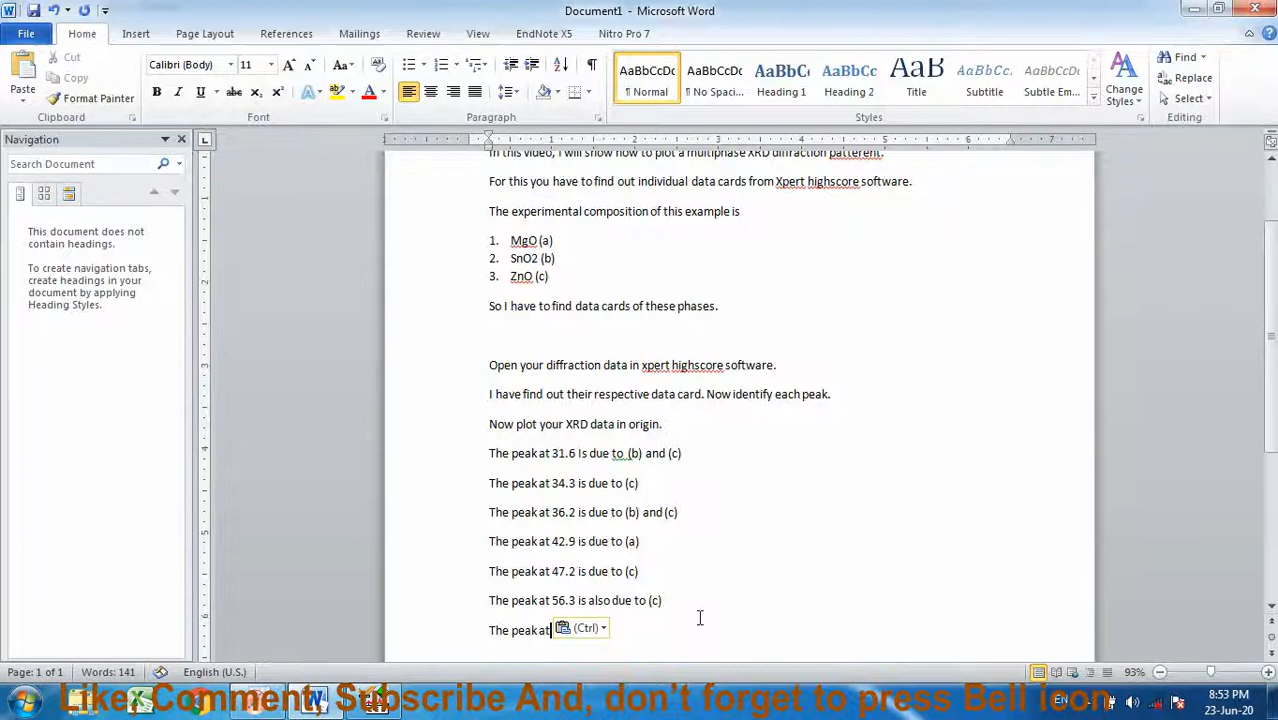 Document1 - Microsoft Word
File Home Insert Page Layout References Mailings Review View EndNote X5 Nitro Pro 7
Cut
Copy
Format Painter
Paste
Clipboard
Calibri (Body) 11
Font
Paragraph
AaBbCcDc AaBbCcDc AaBbCc AaBbCc AaB AaBbCc. AaBbCcDc
¶ Normal ¶ No Spaci... Heading 1 Heading 2 Title Subtitle Subtle Em...
Change
Styles
Styles
Find
Replace
Select
Editing
Navigation
Search Document
This document does not
contain headings.
To create navigation tabs,
create headings in your
document by applying
Heading Styles.
In this video, I will show how to plot a multiphase XRD diffraction patterent.
For this you have to find out individual data cards from Xpert highscore software.
The experimental composition of this example is
1. MgO (a)
2. SnO2 (b)
3. ZnO (c)
So I have to find data cards of these phases.
Open your diffraction data in xpert highscore software.
I have find out their respective data card. Now identify each peak.
Now plot your XRD data in origin.
The peak at 31.6 Is due to (b) and (c)
The peak at 34.3 is due to (c)
The peak at 36.2 is due to (b) and (c)
The peak at 42.9 is due to (a)
The peak at 47.2 is due to (c)
The peak at 56.3 is also due to (c)
The peak at (Ctrl)
Page: 1 of 1 Words: 141 English (U.S.) 93%
Like, Comment, Subscribe And, don't forget to press Bell icon
EN 8:53 PM
23-Jun-20